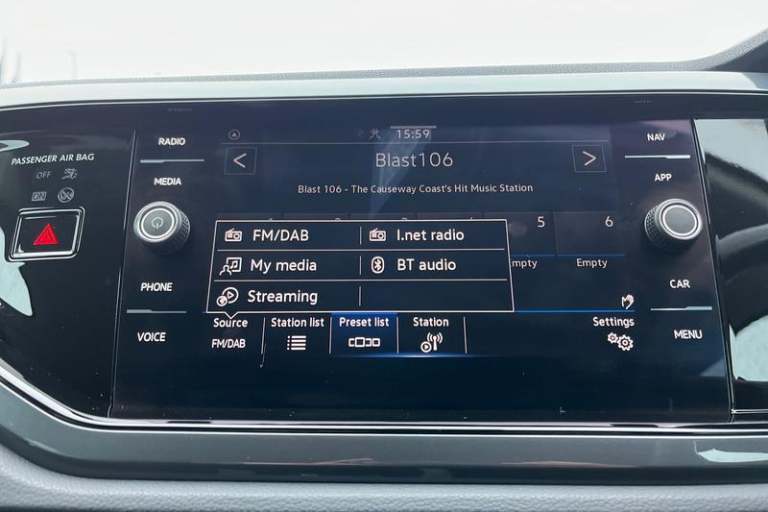 PASSENGER AIR BAG
OFF
RADIO
MEDIA
PHONE
VOICE
15:59
< Blast106 >
Blast 106 - The Causeway Coast's Hit Music Station
5 6
Empty
FM/DAB I.net radio
My media BT audio
Streaming
Source Station list Preset list Station Settings
FM/DAB
NAV
APP
CAR
MENU